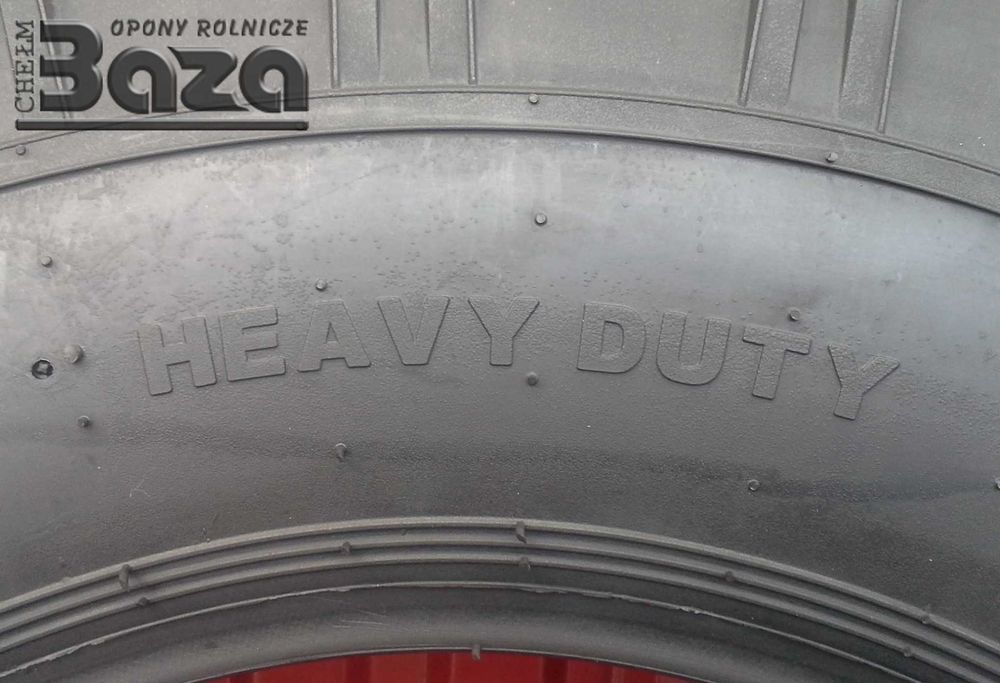 OPONY ROLNICZE
CHEŁM
Baza
HEAVY DUTY